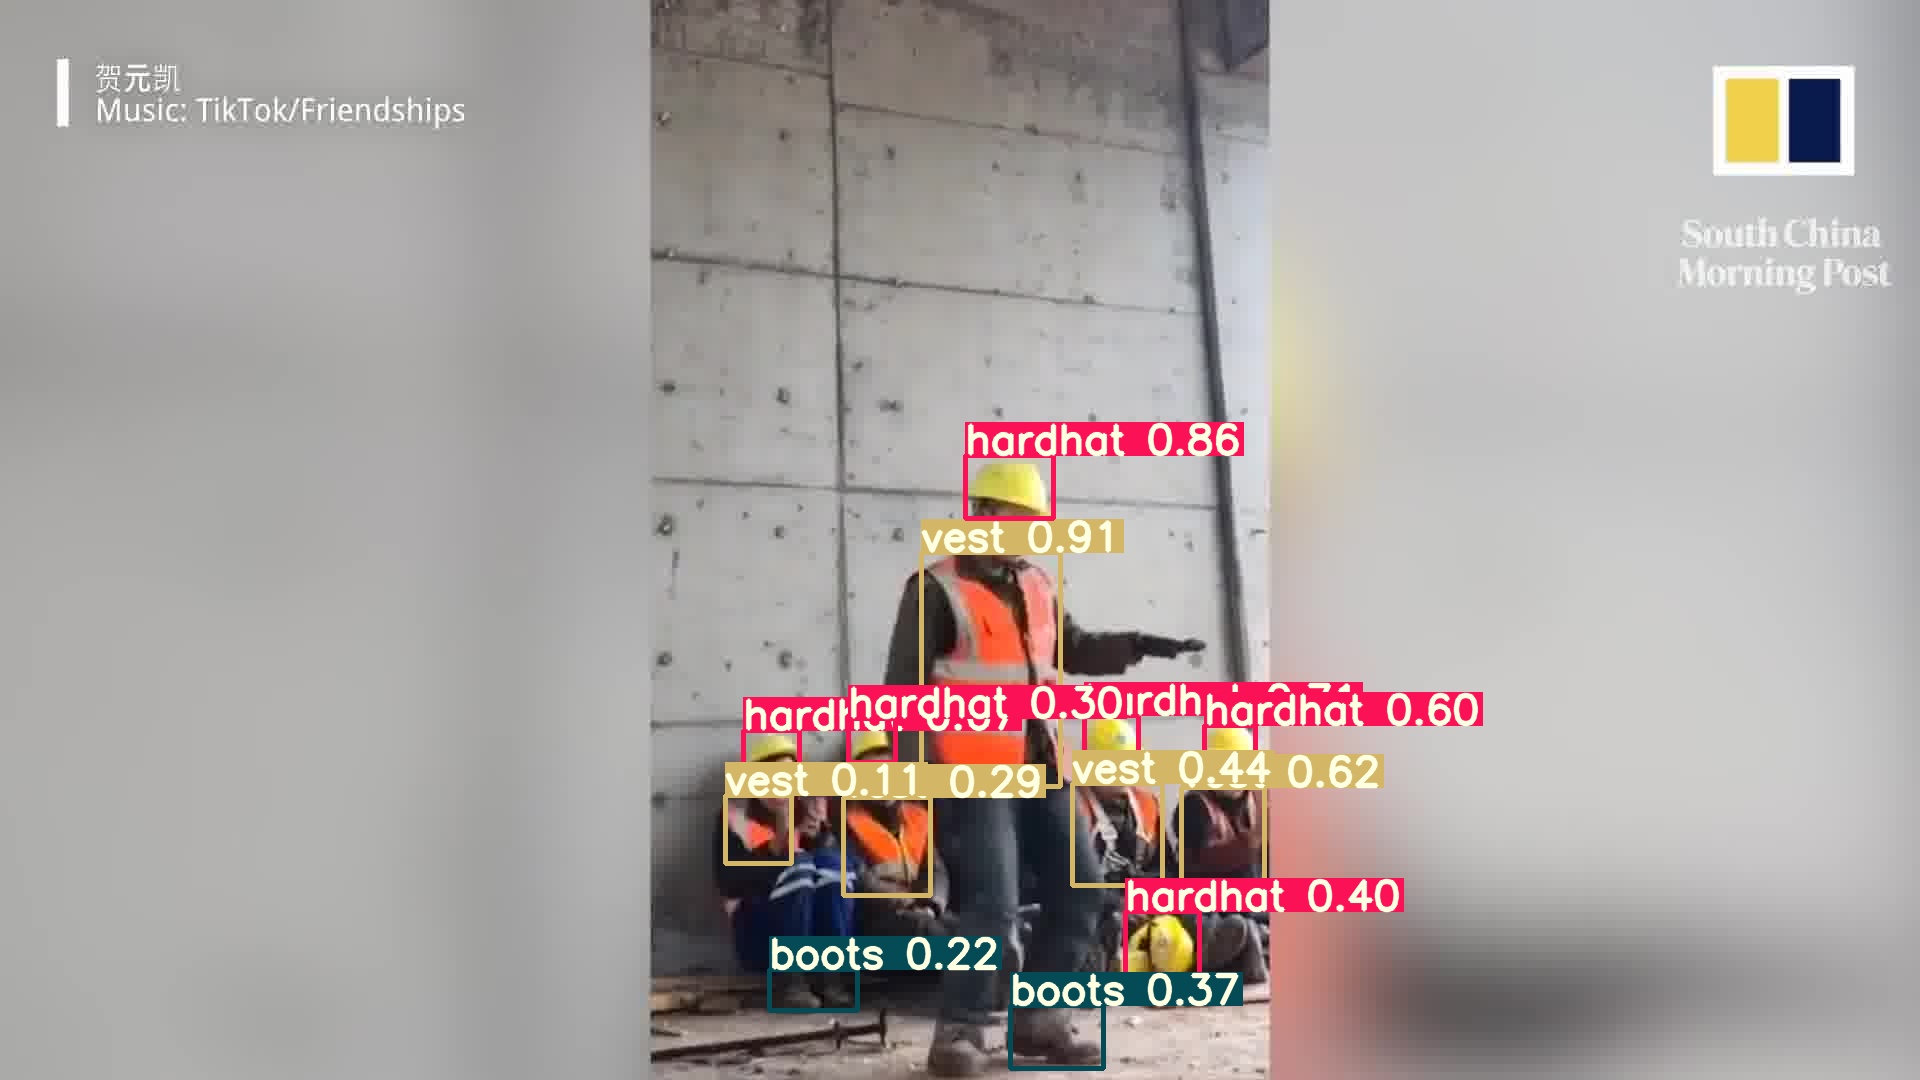 贺元凯
Music: TikTok/Friendships
South China
Morning Post
hardhat 0.86
vest 0.91
hardhat 0.30
hardhat 0.60
vest 0.11
0.29
vest 0.44
0.62
hardhat 0.40
boots 0.22
boots 0.37